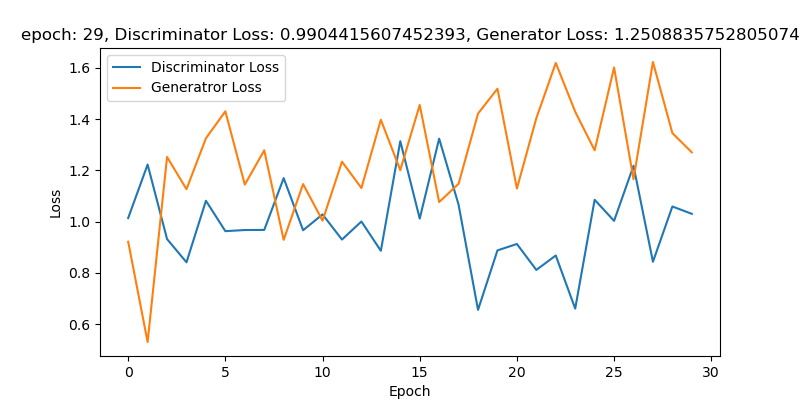 epoch: 29, Discriminator Loss: 0.9904415607452393, Generator Loss: 1.2508835752805074
Discriminator Loss
Generatror Loss
1.6
1.4
1.2
1.0
0.8
0.6
Loss
0 5 10 15 20 25 30
Epoch